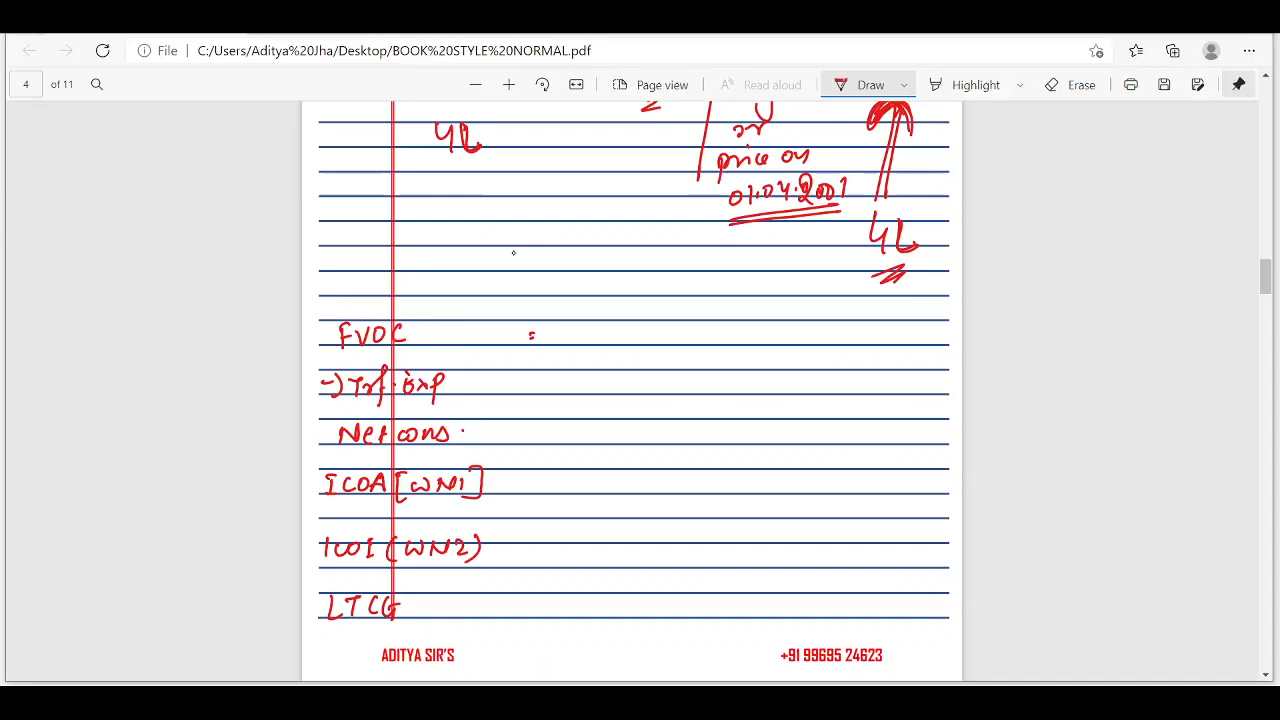 File C:/Users/Aditya%20Jha/Desktop/BOOK%20STYLE%20NORMAL.pdf
4 of 11 Page view Read aloud Draw Highlight Erase
4L
or
price on
01.04.2001
4L
FVOC =
-) Trf. Exp
Net cons.
ICOA [WN1]
ICOI (WN2)
LTCG
ADITYA SIR'S +91 99695 24623